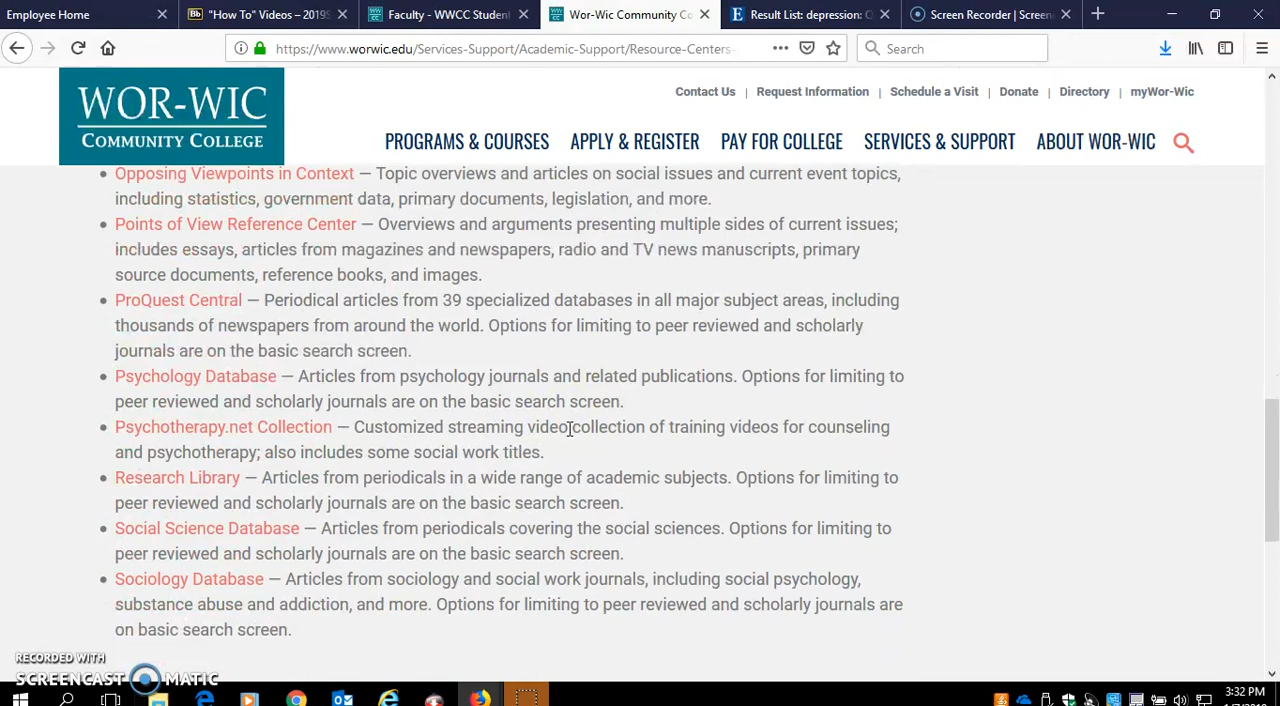 Employee Home
"How To" Videos – 2019S
Faculty - WWCC Student
Wor-Wic Community Co
Result List: depression: O
Screen Recorder | Screen
https://www.worwic.edu/Services-Support/Academic-Support/Resource-Centers-
Search
WOR-WIC
COMMUNITY COLLEGE
Contact Us | Request Information | Schedule a Visit | Donate | Directory | myWor-Wic
PROGRAMS & COURSES APPLY & REGISTER PAY FOR COLLEGE SERVICES & SUPPORT ABOUT WOR-WIC
• Opposing Viewpoints in Context — Topic overviews and articles on social issues and current event topics,
including statistics, government data, primary documents, legislation, and more.
• Points of View Reference Center — Overviews and arguments presenting multiple sides of current issues;
includes essays, articles from magazines and newspapers, radio and TV news manuscripts, primary
source documents, reference books, and images.
• ProQuest Central — Periodical articles from 39 specialized databases in all major subject areas, including
thousands of newspapers from around the world. Options for limiting to peer reviewed and scholarly
journals are on the basic search screen.
• Psychology Database — Articles from psychology journals and related publications. Options for limiting to
peer reviewed and scholarly journals are on the basic search screen.
• Psychotherapy.net Collection — Customized streaming video collection of training videos for counseling
and psychotherapy; also includes some social work titles.
• Research Library — Articles from periodicals in a wide range of academic subjects. Options for limiting to
peer reviewed and scholarly journals are on the basic search screen.
• Social Science Database — Articles from periodicals covering the social sciences. Options for limiting to
peer reviewed and scholarly journals are on the basic search screen.
• Sociology Database — Articles from sociology and social work journals, including social psychology,
substance abuse and addiction, and more. Options for limiting to peer reviewed and scholarly journals are
on basic search screen.
RECORDED WITH
SCREENCAST MATIC
3:32 PM